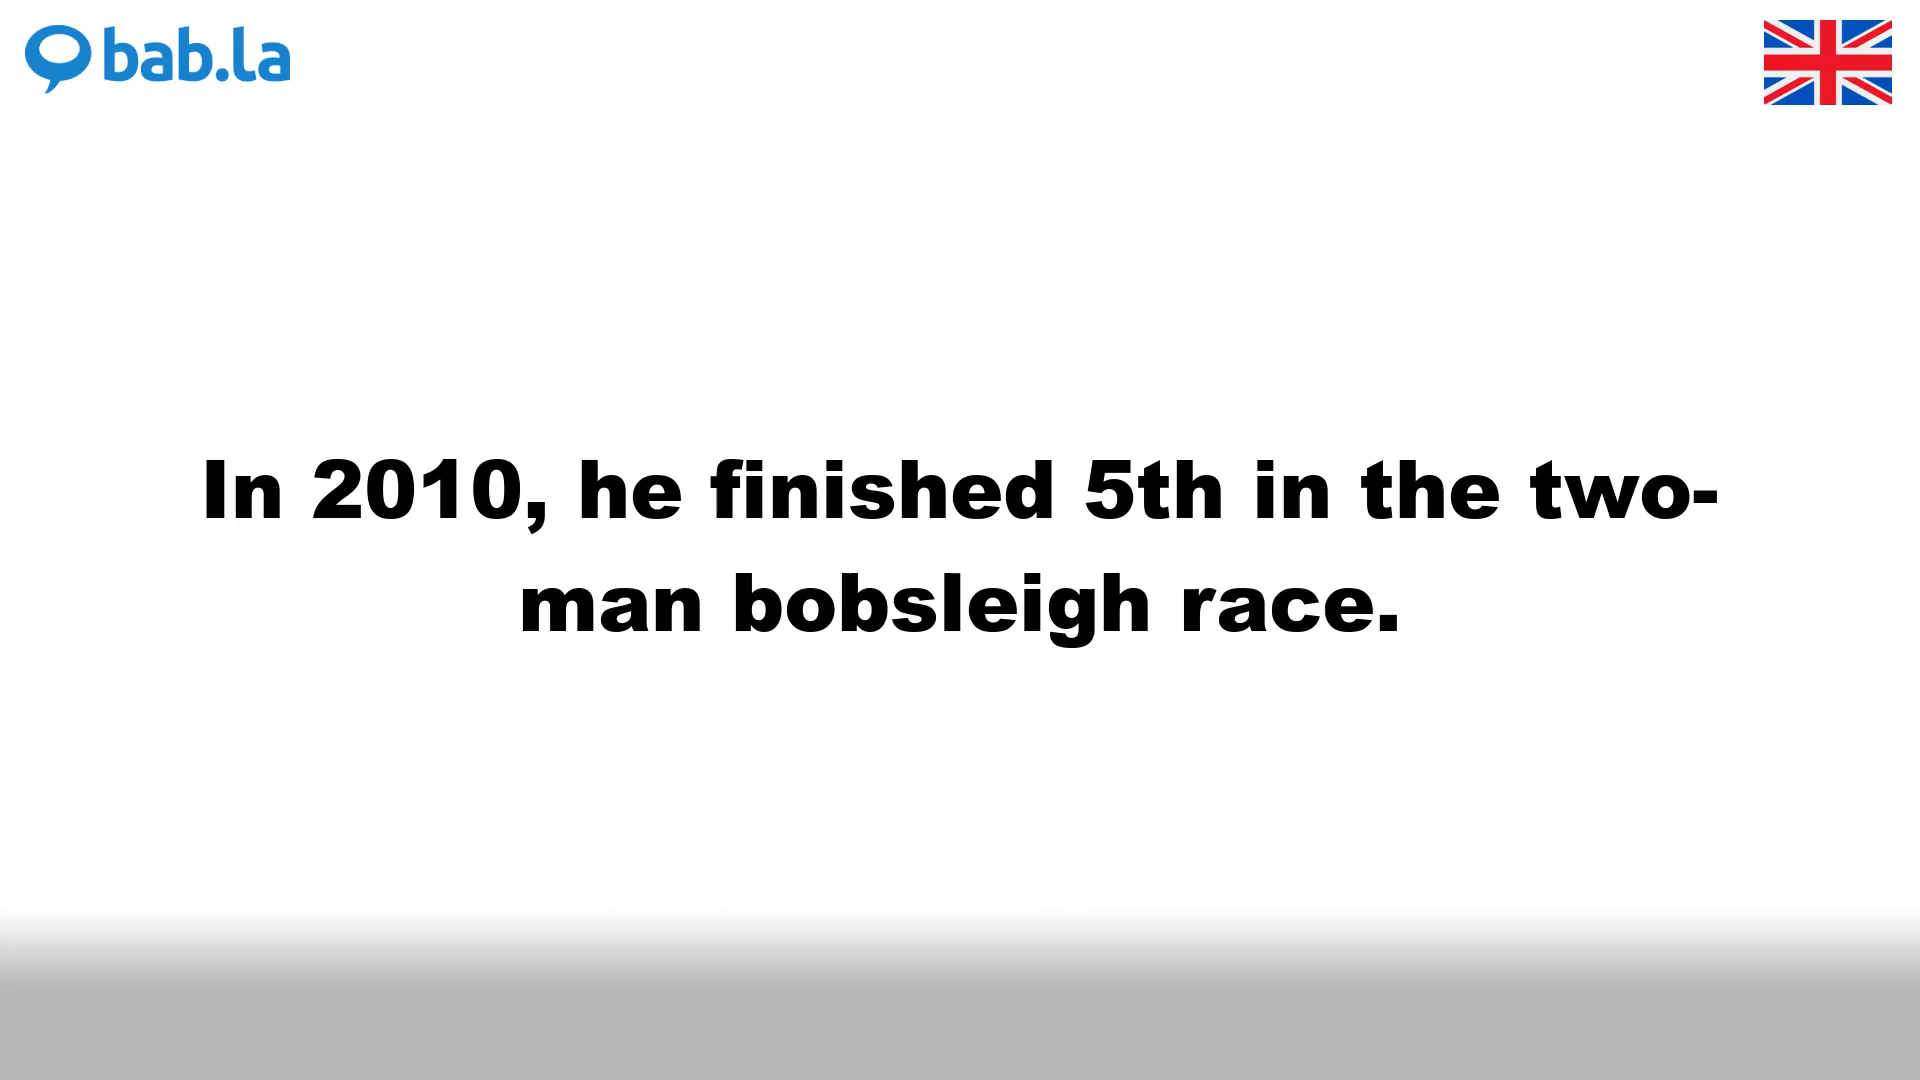 bab.la
In 2010, he finished 5th in the two-
man bobsleigh race.